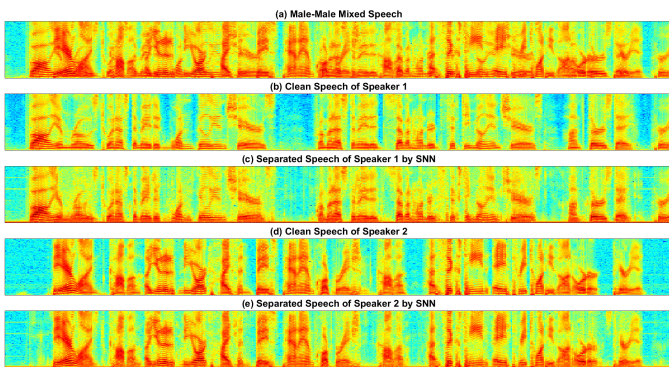 (a) Male-Male Mixed Speech
(b) Clean Speech of Speaker 1
(c) Separated Speech of Speaker 1 by SNN
(d) Clean Speech of Speaker 2
(e) Separated Speech of Speaker 2 by SNN